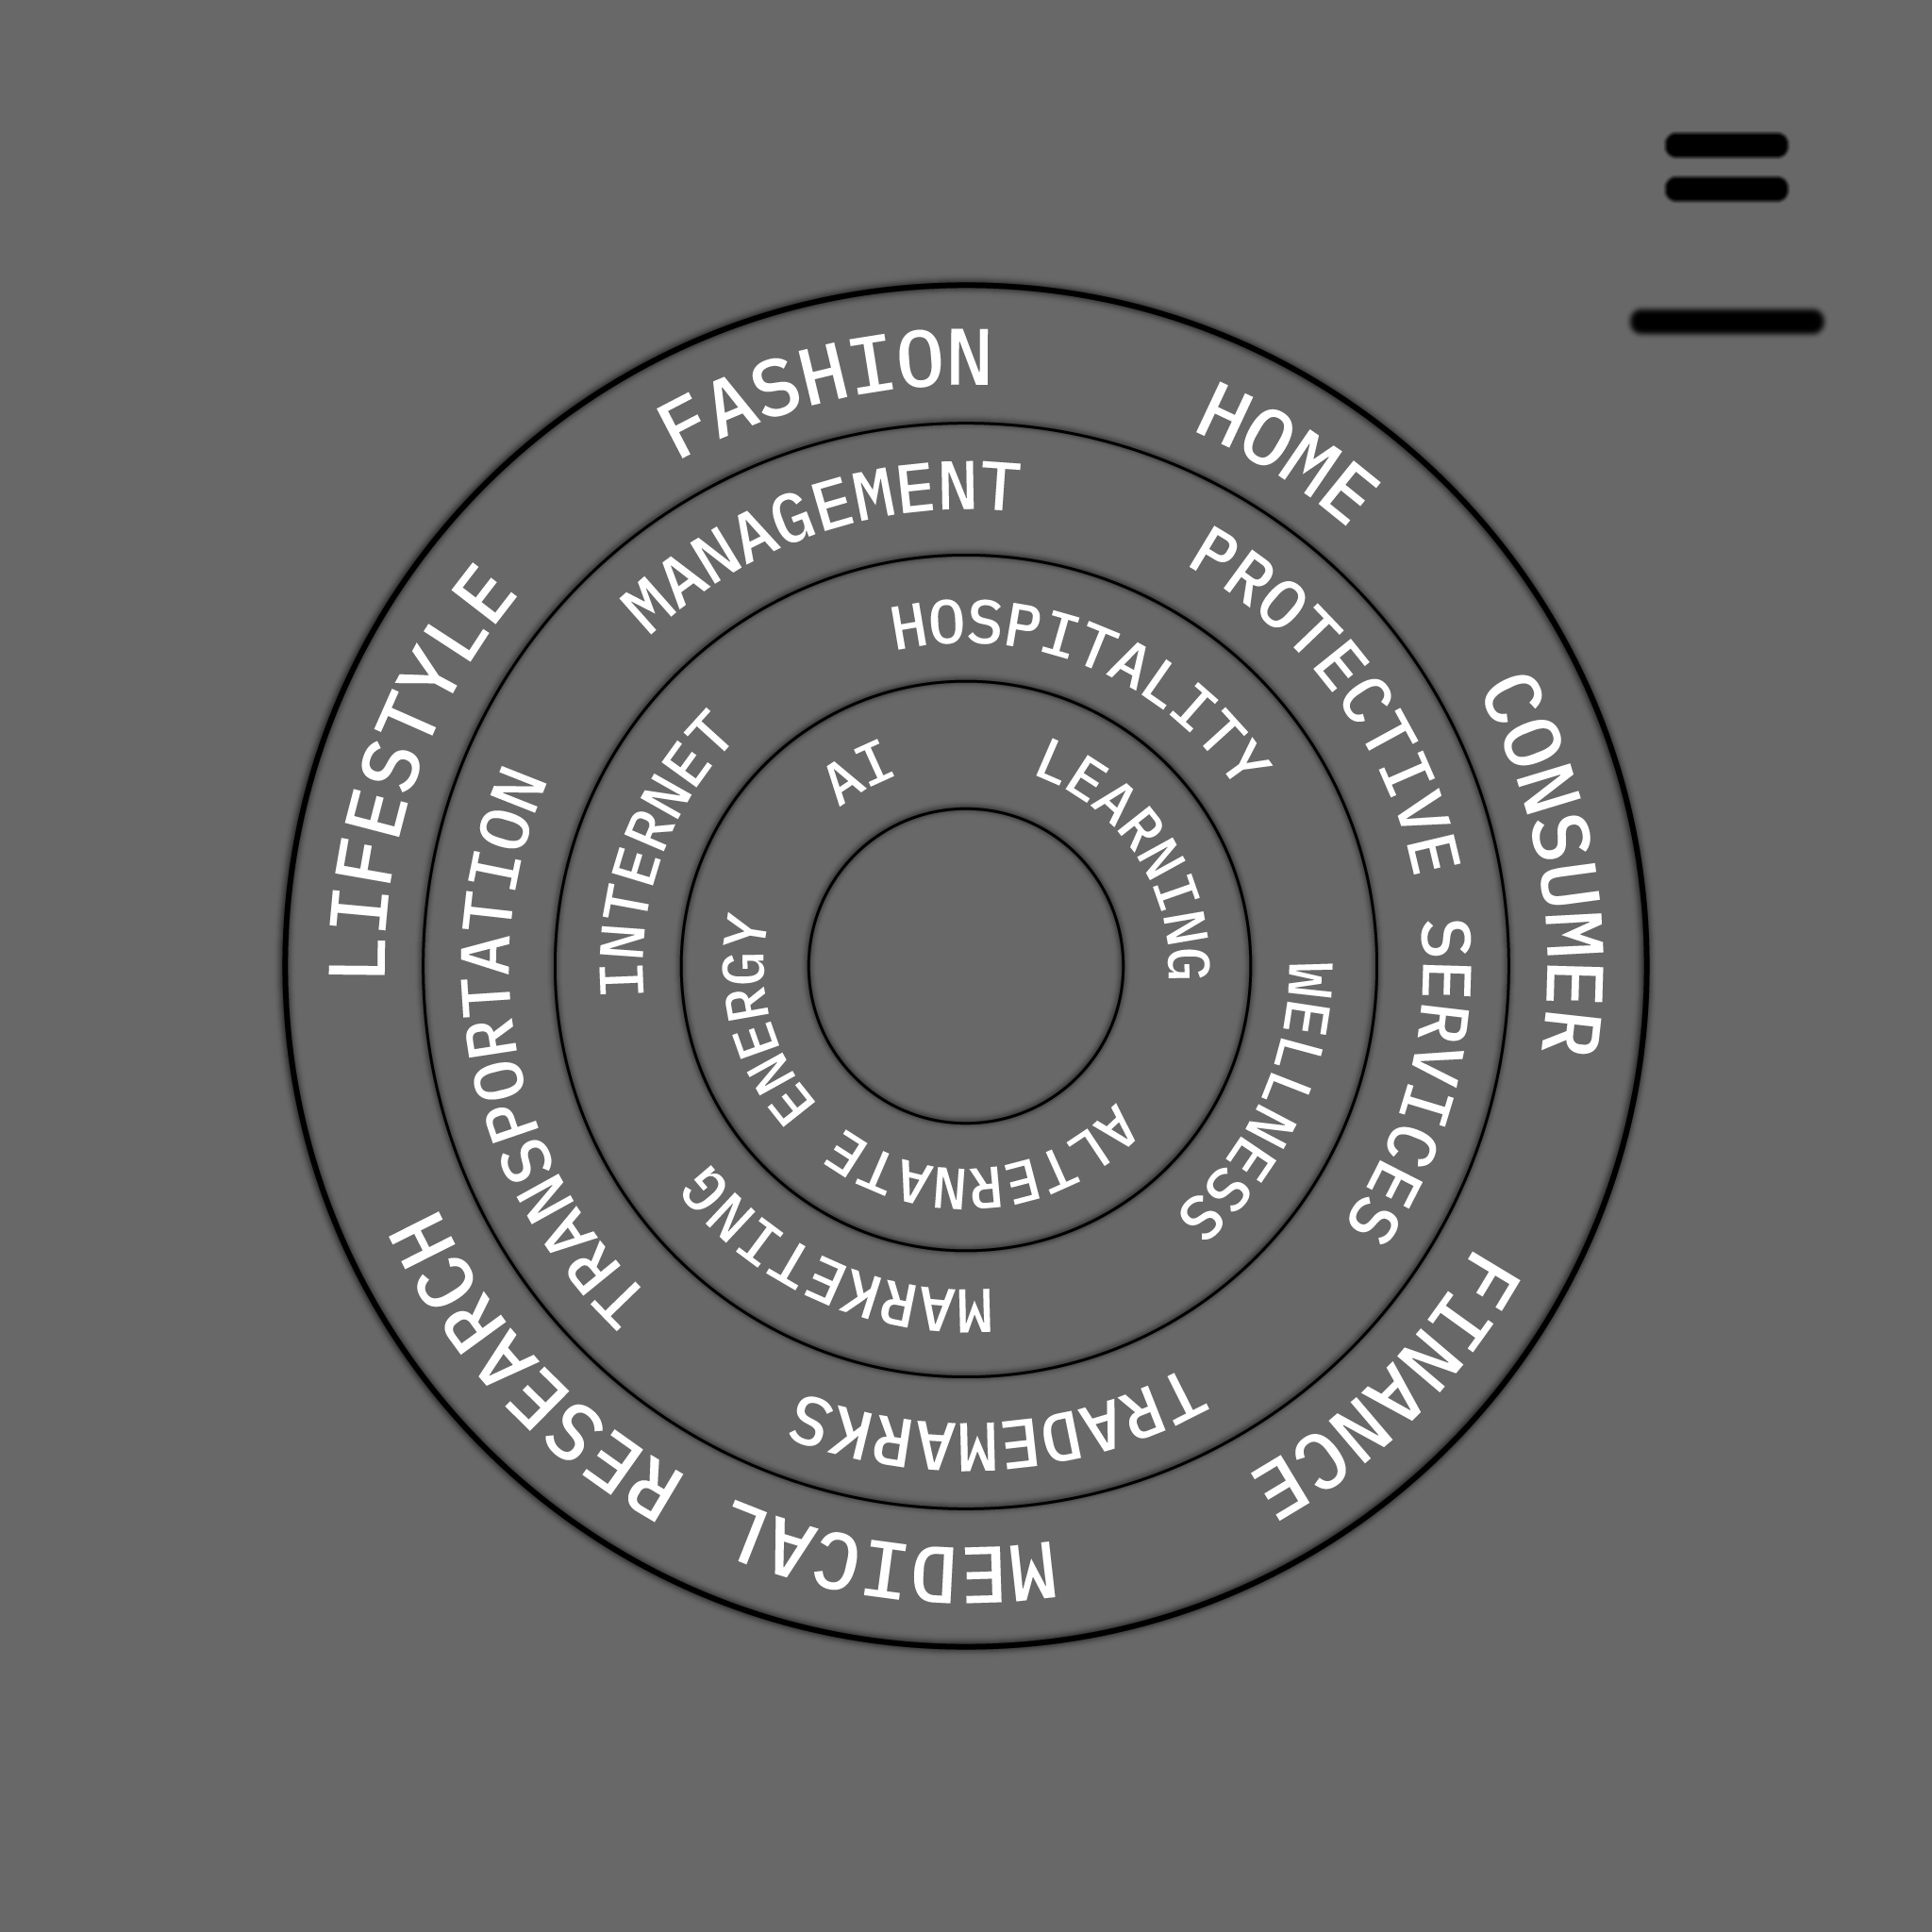 FASHION
HOME
CONSUMER
FINANCE
MEDICAL RESEARCH
LIFESTYLE
MANAGEMENT
PROTECTIVE SERVICES
TRADEMARKS
TRANSPORTATION
HOSPITALITY
WELLNESS
MARKETING
INTERNET
AI
LEARNING
ALTERNATE ENERGY